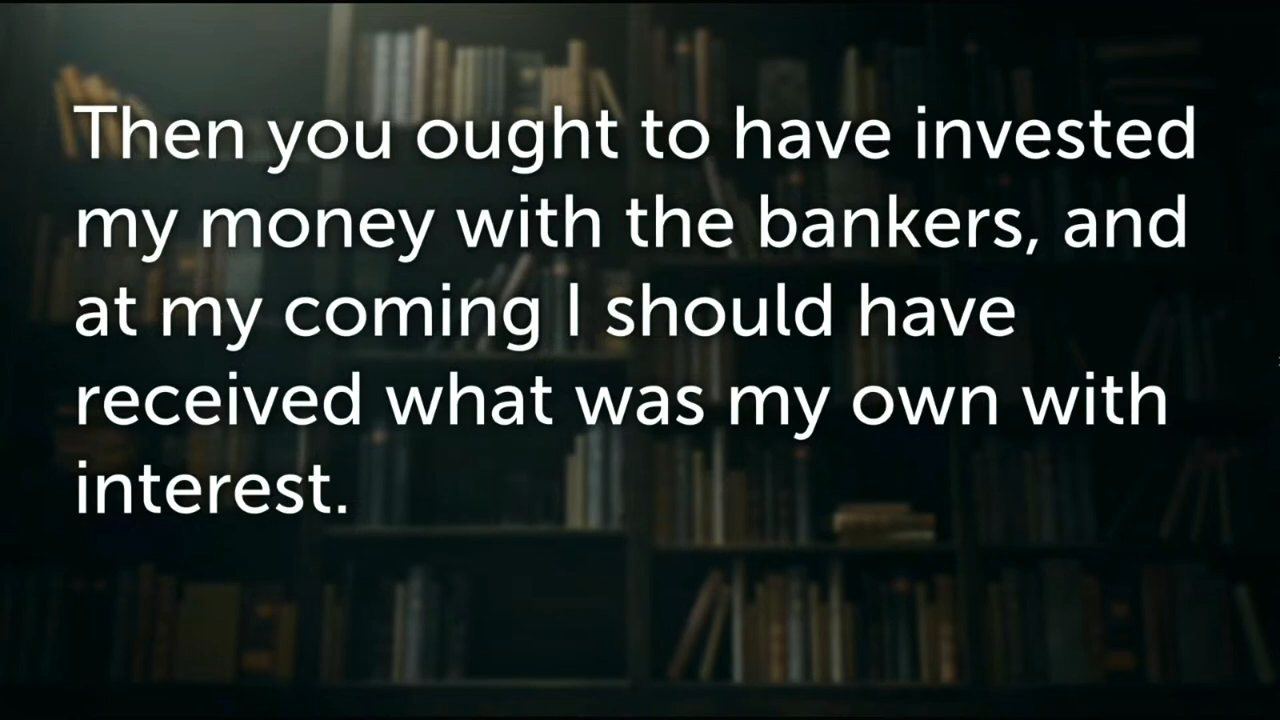 Then you ought to have invested
my money with the bankers, and
at my coming I should have
received what was my own with
interest.